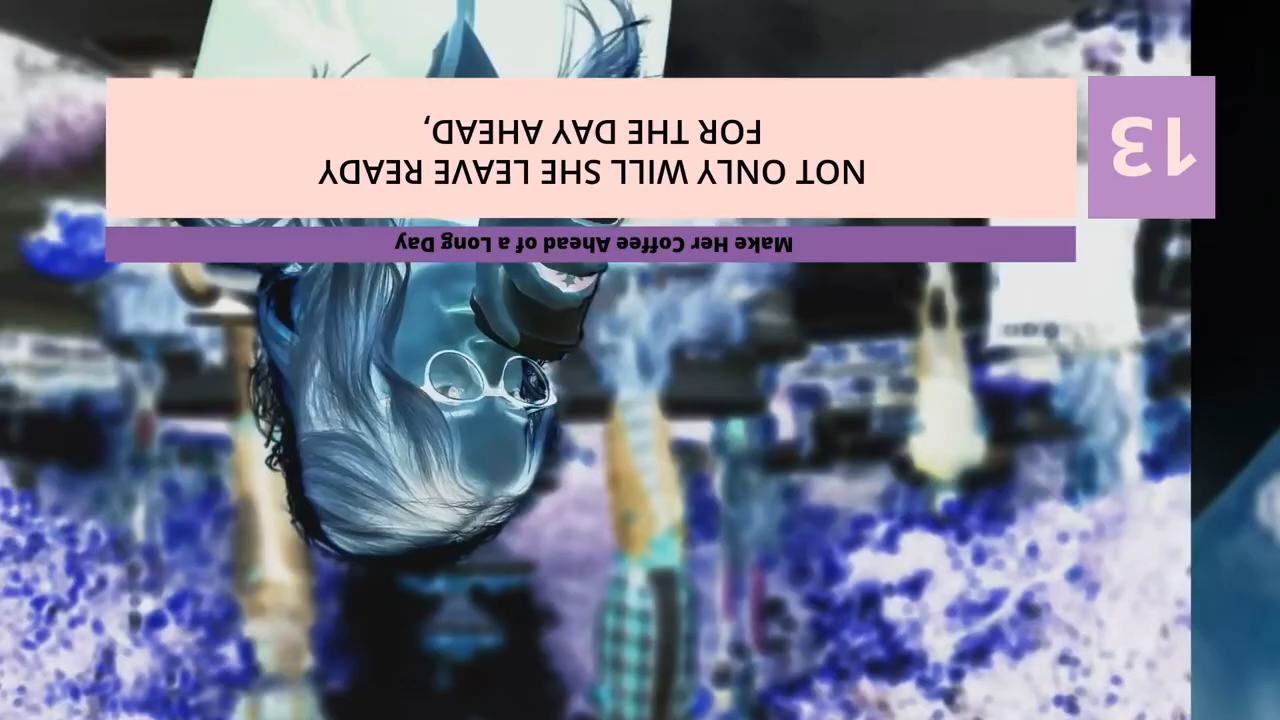 Make Her Coffee Ahead of a Long Day
13
NOT ONLY WILL SHE LEAVE READY
FOR THE DAY AHEAD,